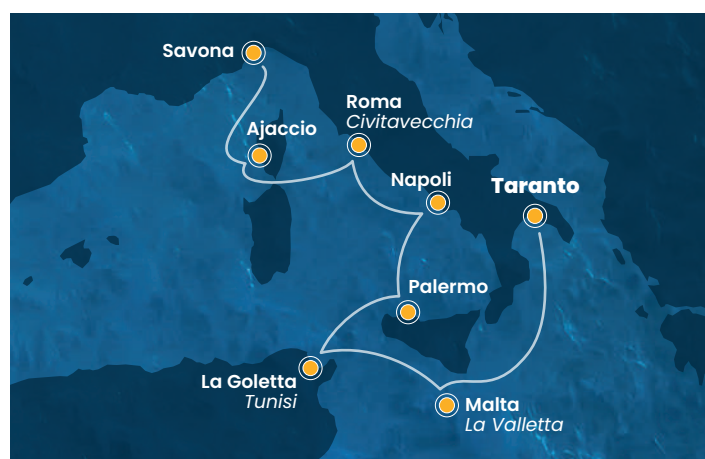 Savona
Roma
Civitavecchia
Ajaccio
Napoli
Taranto
Palermo
La Goletta
Tunisi
Malta
La Valletta